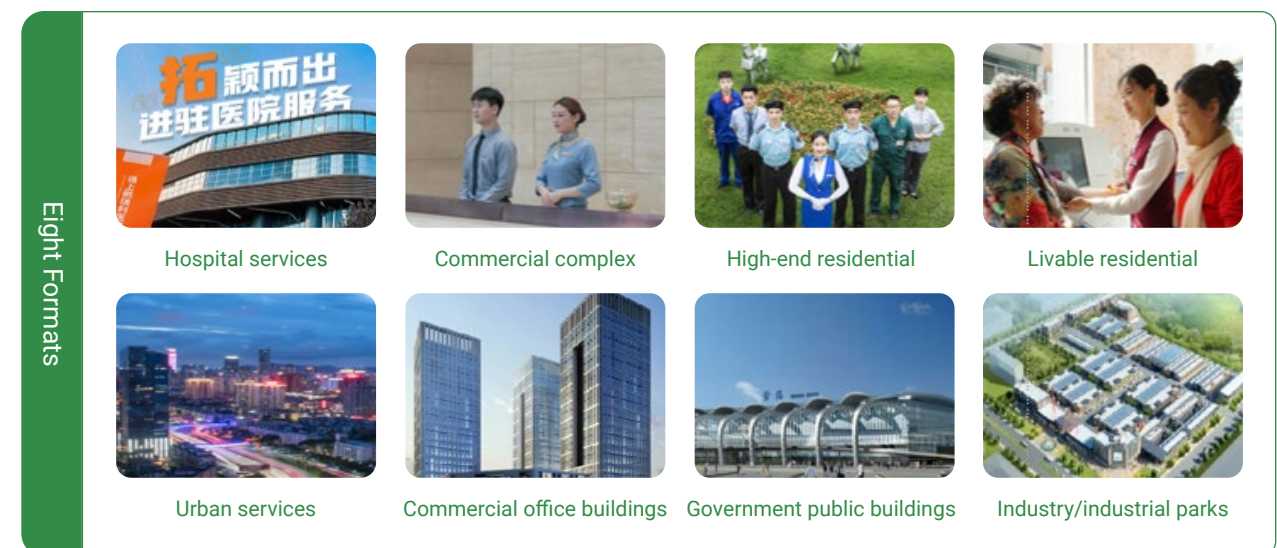 Eight Formats
拓颖而出
进驻医院服务
Hospital services
Commercial complex
High-end residential
Livable residential
Urban services
Commercial office buildings
Government public buildings
Industry/industrial parks